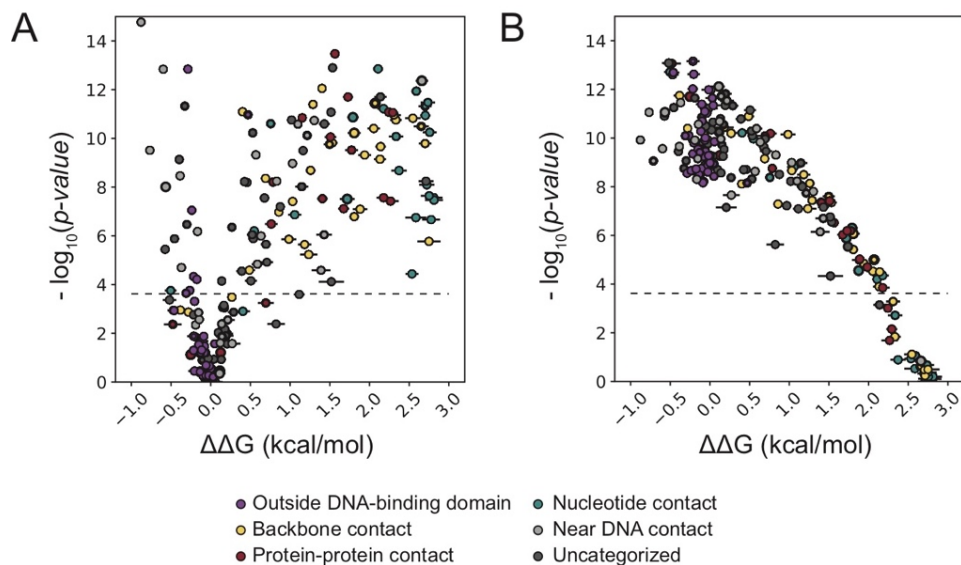 A
B
14
12
10
8
6
4
2
0
- log10(p-value)
−1.0 −0.5 0.0 0.5 1.0 1.5 2.0 2.5 3.0
ΔΔG (kcal/mol)
14
12
10
8
6
4
2
0
- log10(p-value)
−1.0 −0.5 0.0 0.5 1.0 1.5 2.0 2.5 3.0
ΔΔG (kcal/mol)
Outside DNA-binding domain
Backbone contact
Protein-protein contact
Nucleotide contact
Near DNA contact
Uncategorized